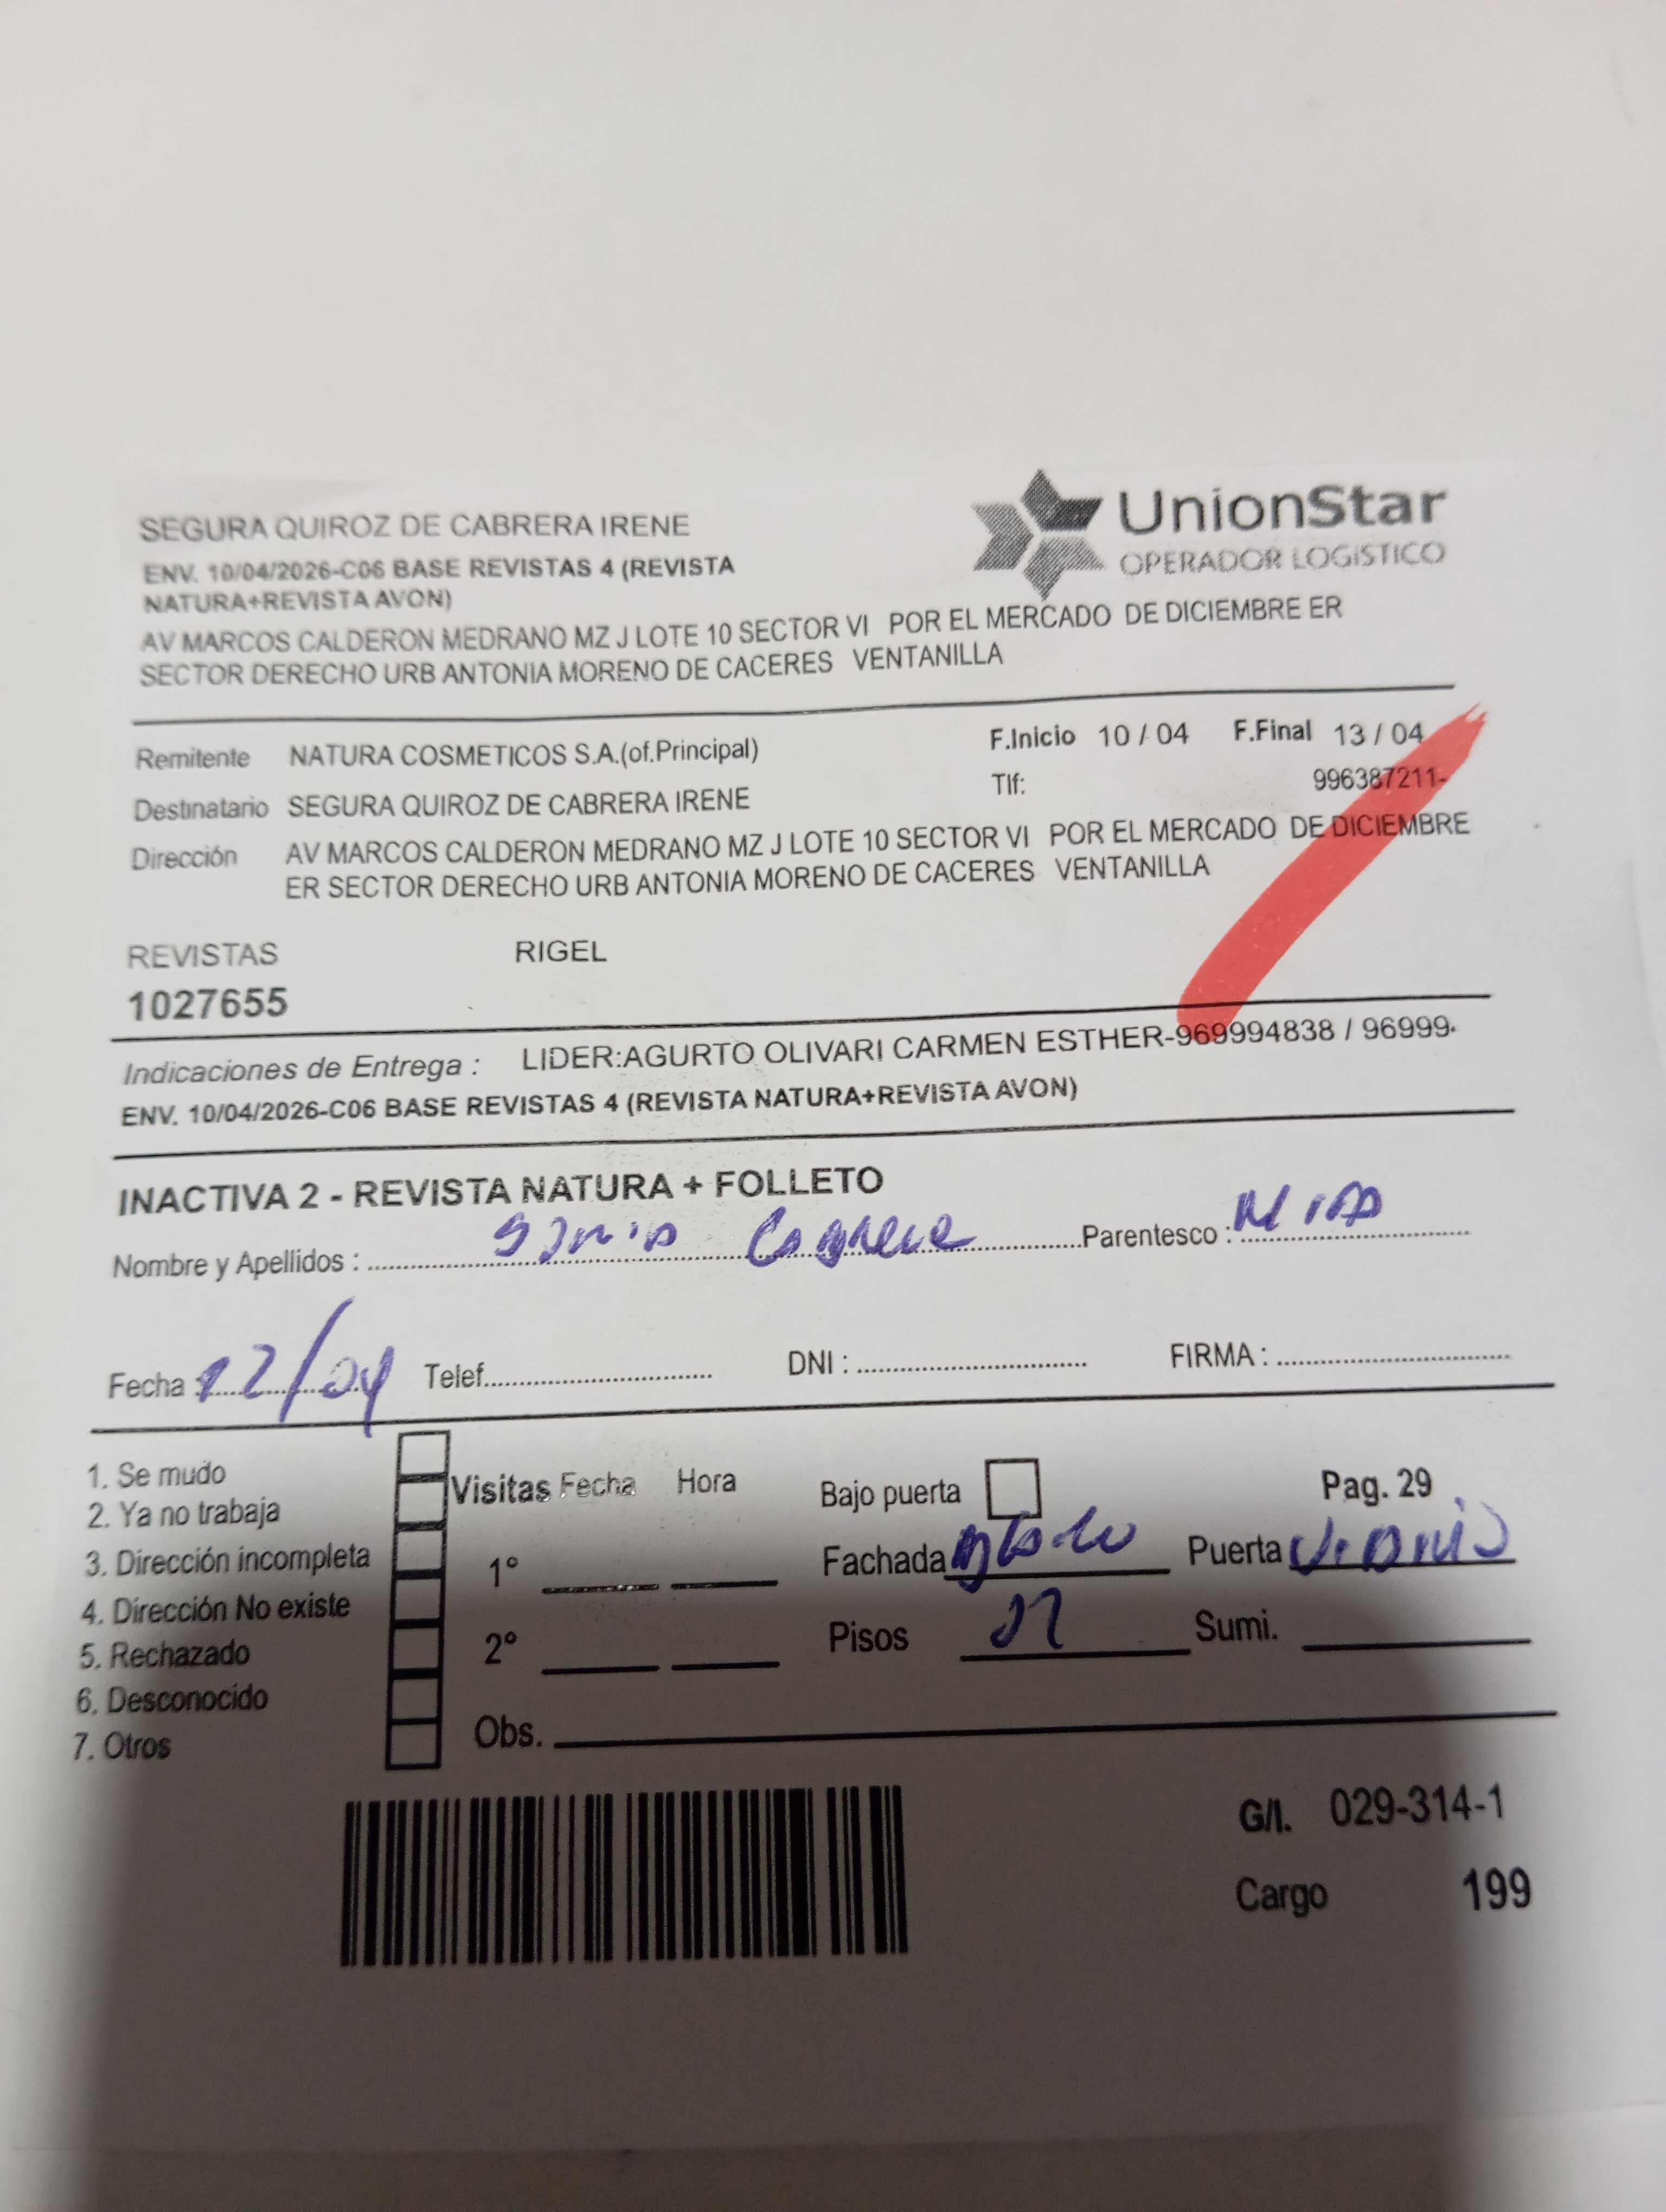 SEGURA QUIROZ DE CABRERA IRENE
UnionStar
OPERADOR LOGISTICO
ENV. 10/04/2026-C06 BASE REVISTAS 4 (REVISTA
NATURA+REVISTA AVON)
AV MARCOS CALDERON MEDRANO MZ J LOTE 10 SECTOR VI POR EL MERCADO DE DICIEMBRE ER
SECTOR DERECHO URB ANTONIA MORENO DE CACERES VENTANILLA
Remitente NATURA COSMETICOS S.A.(of.Principal) F.Inicio 10 / 04 F.Final 13 / 04
Destinatario SEGURA QUIROZ DE CABRERA IRENE Tlf: 996387211-
Dirección AV MARCOS CALDERON MEDRANO MZ J LOTE 10 SECTOR VI POR EL MERCADO DE DICIEMBRE
ER SECTOR DERECHO URB ANTONIA MORENO DE CACERES VENTANILLA
REVISTAS RIGEL
1027655
Indicaciones de Entrega : LIDER:AGURTO OLIVARI CARMEN ESTHER-969994838 / 96999
ENV. 10/04/2026-C06 BASE REVISTAS 4 (REVISTA NATURA+REVISTA AVON)
INACTIVA 2 - REVISTA NATURA + FOLLETO
Nombre y Apellidos : Parentesco :
Fecha : 12/04 Telef. DNI : FIRMA :
1. Se mudo
2. Ya no trabaja
3. Dirección incompleta
4. Dirección No existe
5. Rechazado
6. Desconocido
7. Otros
Visitas Fecha Hora
1°
2°
Obs.
Bajo puerta Pag. 29
Fachada Puerta
Pisos Sumi.
G/I. 029-314-1
Cargo 199